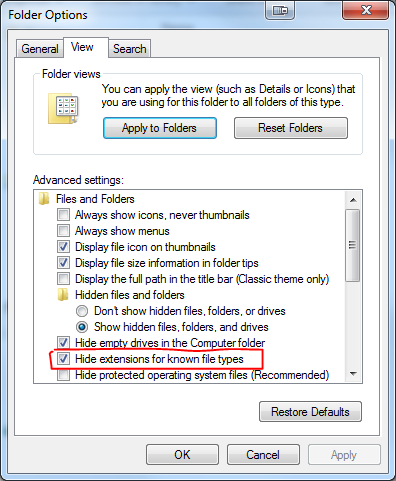 Folder Options
General View Search
Folder views
You can apply the view (such as Details or Icons) that
you are using for this folder to all folders of this type.
Apply to Folders Reset Folders
Advanced settings:
Files and Folders
Always show icons, never thumbnails
Always show menus
Display file icon on thumbnails
Display file size information in folder tips
Display the full path in the title bar (Classic theme only)
Hidden files and folders
Don't show hidden files, folders, or drives
Show hidden files, folders, and drives
Hide empty drives in the Computer folder
Hide extensions for known file types
Hide protected operating system files (Recommended)
Restore Defaults
OK Cancel Apply